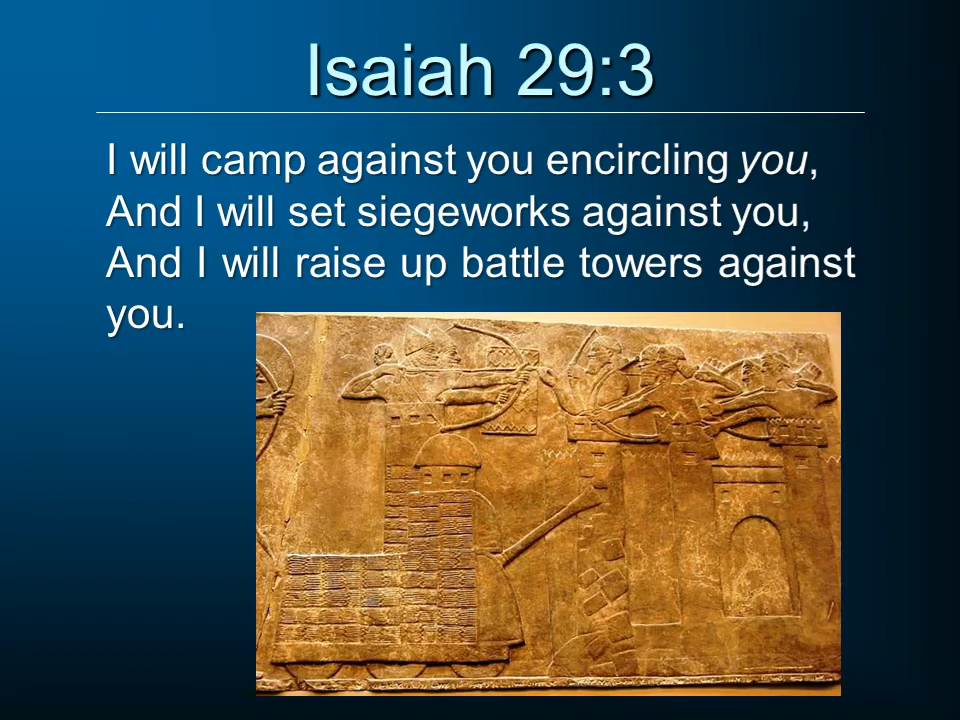 Isaiah 29:3
I will camp against you encircling you,
And I will set siegeworks against you,
And I will raise up battle towers against
you.